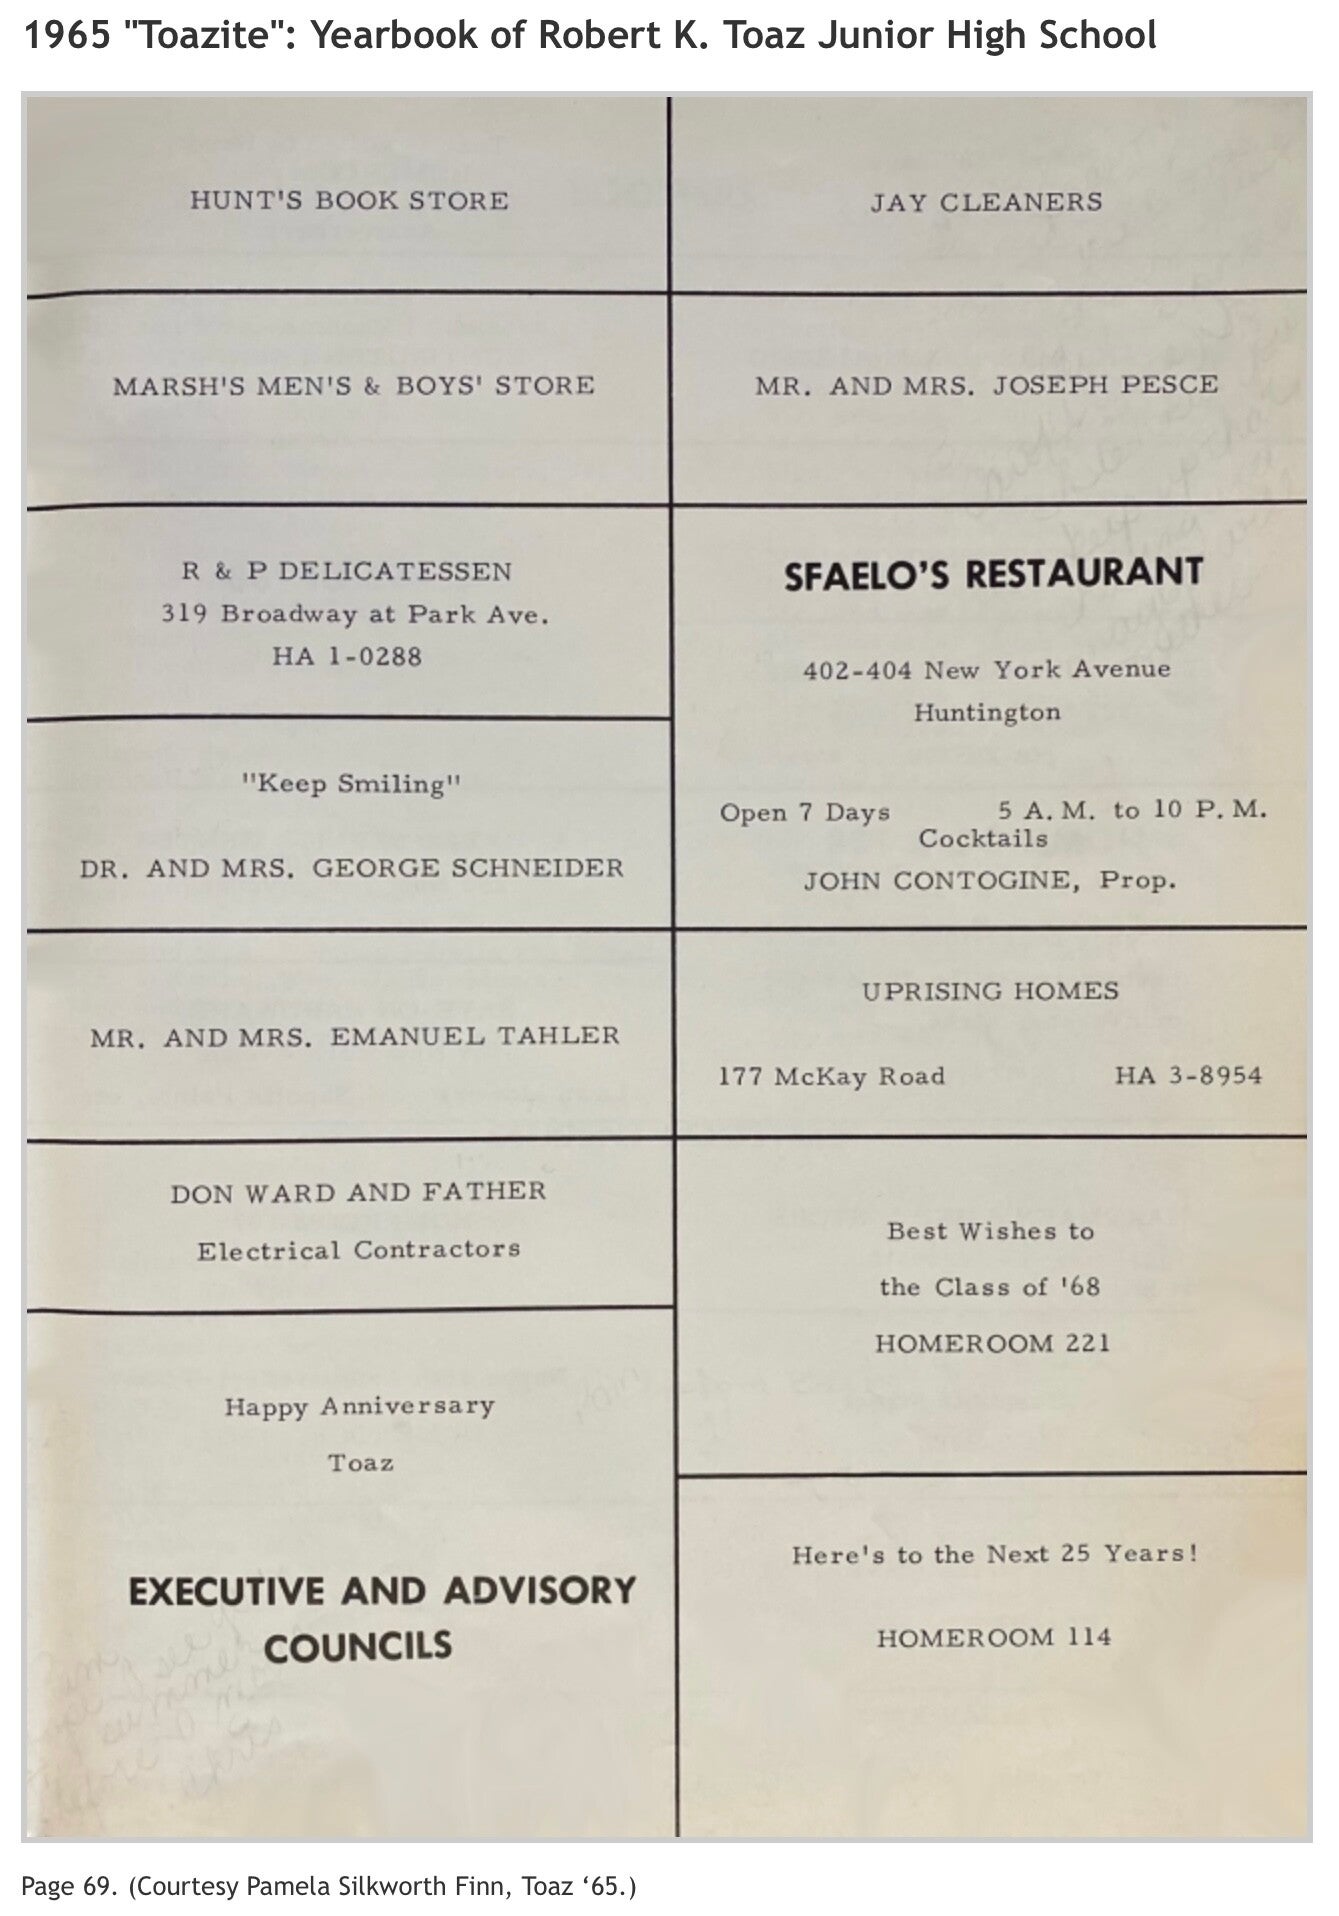 1965 "Toazite": Yearbook of Robert K. Toaz Junior High School
HUNT'S BOOK STORE
JAY CLEANERS
MARSH'S MEN'S & BOYS' STORE
MR. AND MRS. JOSEPH PESCE
R & P DELICATESSEN
319 Broadway at Park Ave.
HA 1-0288
SFAELO'S RESTAURANT
402-404 New York Avenue
Huntington
Open 7 Days 5 A.M. to 10 P.M.
Cocktails
JOHN CONTOGINE, Prop.
"Keep Smiling"
DR. AND MRS. GEORGE SCHNEIDER
MR. AND MRS. EMANUEL TAHLER
UPRISING HOMES
177 McKay Road HA 3-8954
DON WARD AND FATHER
Electrical Contractors
Best Wishes to
the Class of '68
HOMEROOM 221
Happy Anniversary
Toaz
EXECUTIVE AND ADVISORY
COUNCILS
Here's to the Next 25 Years!
HOMEROOM 114
Page 69. (Courtesy Pamela Silkworth Finn, Toaz ‘65.)